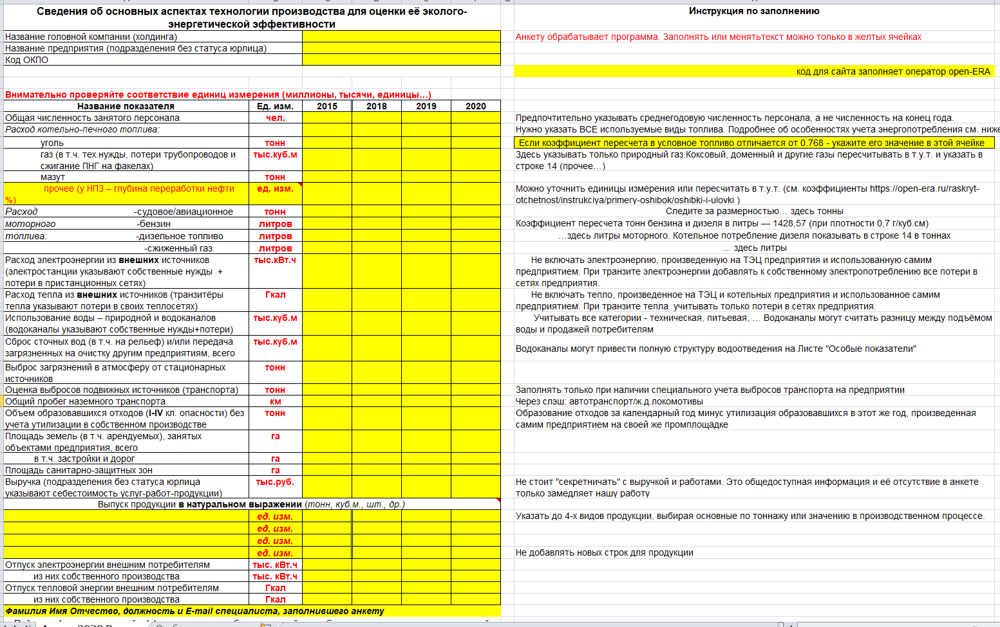 Сведения об основных аспектах технологии производства для оценки её эколого-
энергетической эффективности
Инструкция по заполнению
Название головной компании (холдинга)
Анкету обрабатывает программа. Заполнять или менятьтекст можно только в желтых ячейках
Название предприятия (подразделения без статуса юрлица)
Код ОКПО
код для сайта заполняет оператор open-ERA
Внимательно проверяйте соответствие единиц измерения (миллионы, тысячи, единицы...)
Название показателя Ед. изм. 2015 2018 2019 2020
Общая численность занятого персонала чел.
Предпочтительно указывать среднегодовую численность персонала, а не численность на конец года.
Расход котельно-печного топлива:
Нужно указать ВСЕ используемые виды топлива. Подробнее об особенностях учета энергопотребления см. ниже
уголь тонн
Если коэффициент пересчета в условное топливо отличается от 0.768 - укажите его значение в этой ячейке
газ (в т.ч. тех.нужды, потери трубопроводов и тыс.куб.м
сжигание ПНГ на факелах)
Здесь указывать только природный газ.Коксовый, доменный и другие газы пересчитывать в т.у.т. и указать в
строке 14 (прочее...)
мазут тонн
прочее (у НПЗ – глубина переработки нефти ед. изм.
%)
Можно уточнить единицы измерения или пересчитать в т.у.т. (см. коэффициенты https://open-era.ru/raskryt-
otchetnost/instrukciya/primery-oshibok/oshibki-i-ulovki )
Расход -судовое/авиационное тонн
Следите за размерностью... здесь тонны
моторного -бензин литров
Коэффициент пересчета тонн бензина и дизеля в литры — 1428,57 (при плотности 0,7 г/куб.см)
топлива: -дизельное топливо литров
...здесь литры моторного. Котельное потребление дизеля показывать в строке 14 в тоннах
-сжиженный газ литров
... здесь литры
Расход электроэнергии из внешних источников тыс.кВт.ч
(электростанции указывают собственные нужды +
потери в пристанционных сетях)
Не включать электроэнергию, произведенную на ТЭЦ предприятия и использованную самим
предприятием. При транзите электроэнергии добавлять к собственному электропотреблению все потери в
сетях предприятия.
Расход тепла из внешних источников (транзитёры Гкал
тепла указывают потери в своих теплосетях)
Не включать тепло, произведенное на ТЭЦ и котельных предприятия и использованное самим
предприятием. При транзите тепла учитывать только потери в сетях предприятия.
Использование воды – природной и водоканалов тыс.куб.м
(водоканалы указывают собственные нужды+потери)
Учитывать все категории - техническая, питьевая, ... Водоканалы могут считать разницу между подъёмом
воды и продажей потребителям
Сброс сточных вод (в т.ч. на рельеф) и/или передача тыс.куб.м
загрязненных на очистку другим предприятиям, всего
Водоканалы могут привести полную структуру водоотведения на Листе "Особые показатели"
Выброс загрязнений в атмосферу от стационарных тонн
источников
Оценка выбросов подвижных источников (транспорта) тонн
Заполнять только при наличии специального учета выбросов транспорта на предприятии
Общий пробег наземного транспорта км
Через слэш: автотранспорт/ж.д.локомотивы
Объем образовавшихся отходов (I-IV кл. опасности) без тонн
учета утилизации в собственном производстве
Образование отходов за календарный год минус утилизация образовавшихся в этот же год, произведенная
самим предприятием на своей же промплощадке
Площадь земель (в т.ч. арендуемых), занятых га
объектами предприятия, всего
в т.ч. застройки и дорог га
Площадь санитарно-защитных зон га
Выручка (подразделения без статуса юрлица тыс.руб.
указывают себестоимость услуг-работ-продукции)
Не стоит "секретничать" с выручкой и работами. Это общедоступная информация и её отсутствие в анкете
только замедляет нашу работу
Выпуск продукции в натуральном выражении (тонн, куб.м., шт., др.)
ед. изм.
Указать до 4-х видов продукции, выбирая основные по тоннажу или значению в производственном процессе.
ед. изм.
ед. изм.
ед. изм.
Не добавлять новых строк для продукции
Отпуск электроэнергии внешним потребителям тыс. кВт.ч
из них собственного производства тыс. кВт.ч
Отпуск тепловой энергии внешним потребителям Гкал
из них собственного производства Гкал
Фамилия Имя Отчество, должность и E-mail специалиста, заполнившего анкету